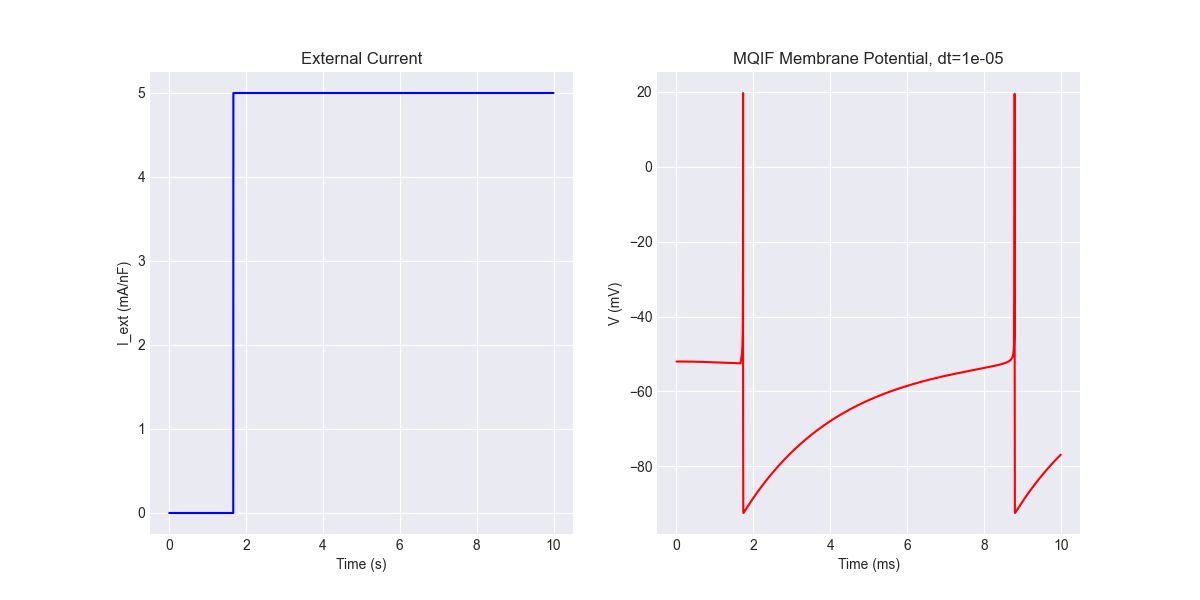 External Current
5
4
3
2
1
0
I_ext (mA/nF)
0 2 4 6 8 10
Time (s)
MQIF Membrane Potential, dt=1e-05
20
0
−20
−40
−60
−80
V (mV)
0 2 4 6 8 10
Time (ms)